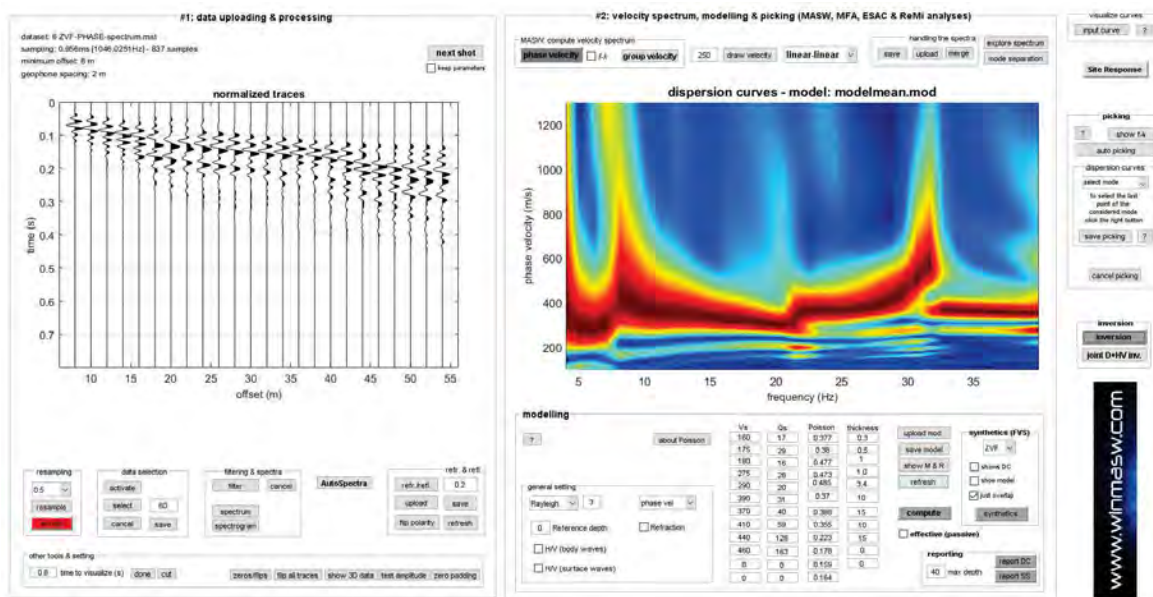 #1: data uploading & processing
dataset: 6 ZVF-PHASE-spectrum.mat
sampling: 0.956ms [1046.0251Hz] - 837 samples
minimum offset: 8 m
geophone spacing: 2 m
next shot
keep parameters
normalized traces
0
0.1
0.2
0.3
0.4
0.5
0.6
0.7
time (s)
10 15 20 25 30 35 40 45 50 55
offset (m)
resampling
0.5
resample
data selection
activate
select 60
cancel save
filtering & spectra
filter cancel
spectrum
spectrogram
AutoSpectra
retr. & refl.
0.2
upload save
flip polarity refresh
other tools & setting
0.8 time to visualize (s) done cut
zeros/flips flip all traces show 3D data test amplitude zero padding
#2: velocity spectrum, modelling & picking (MASW, MFA, ESAC & ReMi analyses)
MASW: compute velocity spectrum
phase velocity f-k group velocity
250 draw velocity linear-linear
handling the spectra
save upload merge
explore spectrum
mode separation
dispersion curves - model: modelmean.mod
1200
1000
800
600
400
200
phase velocity (m/s)
5 10 15 20 25 30 35
frequency (Hz)
modelling
?
about Poisson
general setting
Rayleigh ? phase vel
0 Reference depth Refraction
H/V (body waves)
H/V (surface waves)
Vs Qs Poisson thickness
160 17 0.377 0.3
175 29 0.38 0.5
180 16 0.477 1
275 26 0.473 1.0
290 20 0.485 3.4
390 31 0.37 10
370 40 0.388 15
410 59 0.355 10
440 128 0.223 15
460 163 0.178 0
0 0 0.159
0 0 0.164
upload mod
save model
show M & R
refresh
compute
effective (passive)
synthetics (FVS)
ZVF
show DC
show model
just overlap
synthetics
reporting
40 max depth
report DC
report SS
visualize curves
input curve ?
Site Response
picking
? show f-k
auto picking
dispersion curves
select mode
to select the last
point of the
considered mode
click the right button
save picking ?
cancel picking
inversion
inversion
joint D+HV inv.
www.winmasw.com